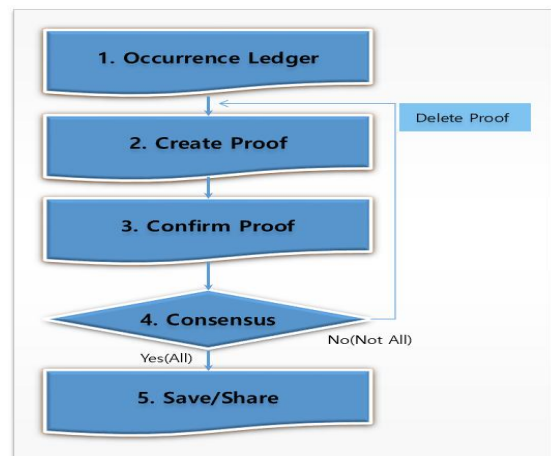 1. Occurrence Ledger
Delete Proof
2. Create Proof
3. Confirm Proof
4. Consensus
No(Not All)
Yes(All)
5. Save/Share